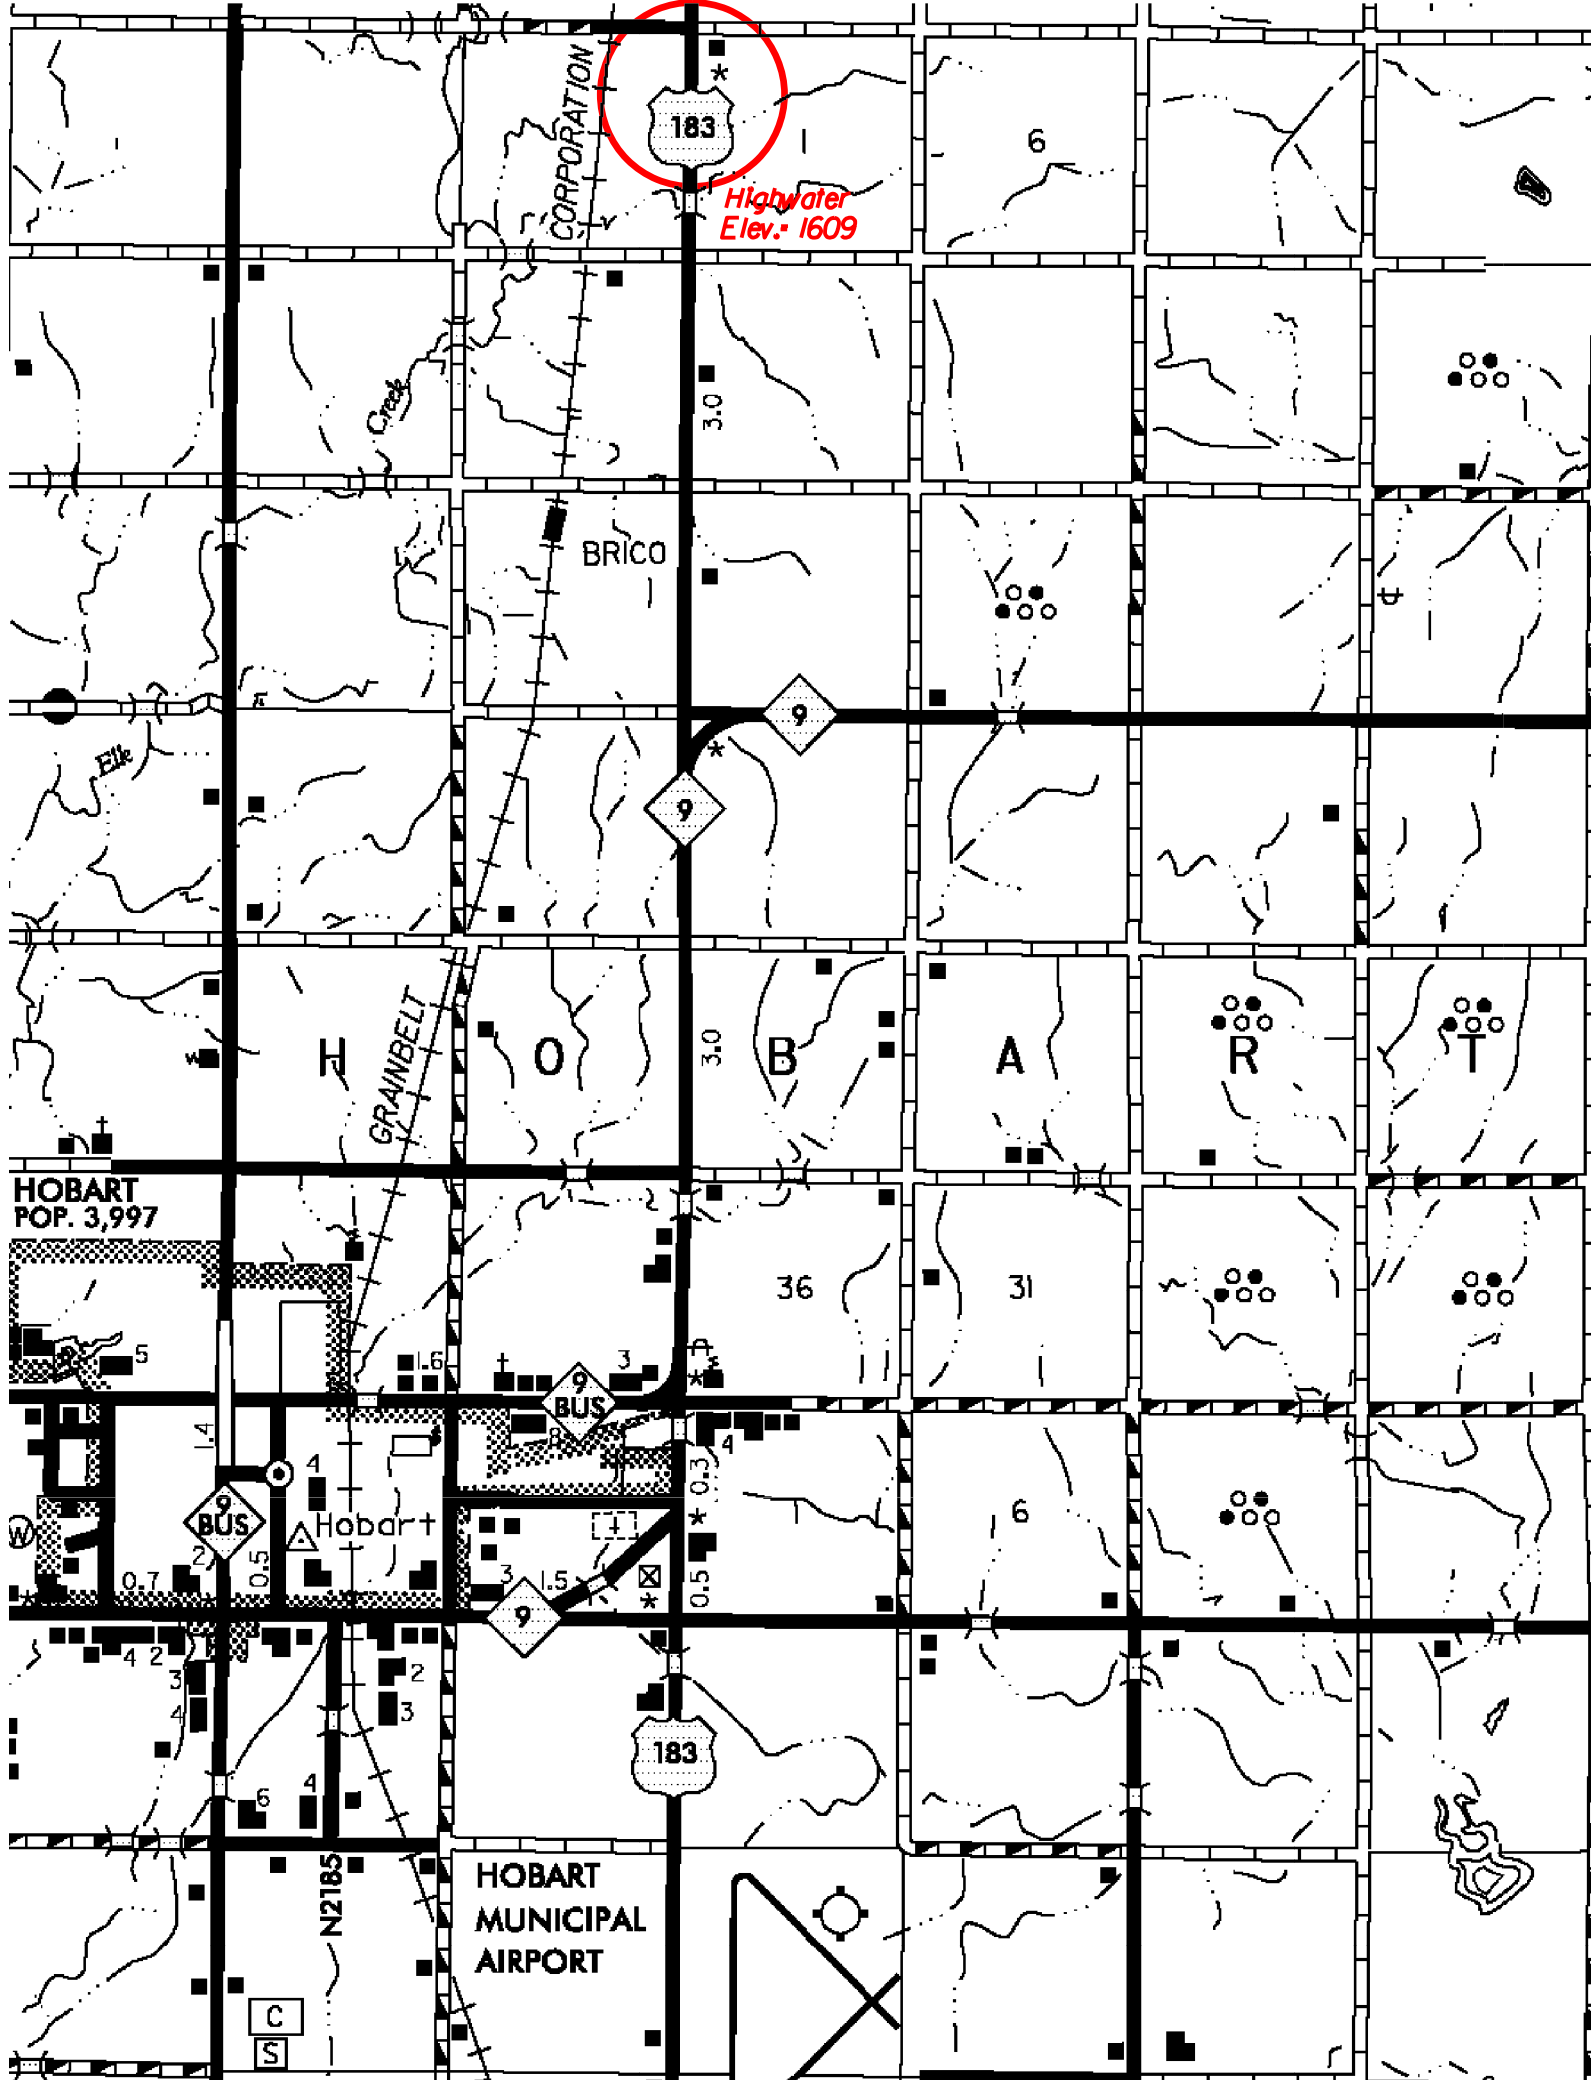 CORPORATION
183
1
6
Highwater
Elev.: 1609
Creek
3.0
BRICO
9
Elk
9
H O B A R T
GRAINBELT
3.0
W
HOBART
POP. 3,997
36
31
5
1.6
3
9
BUS
8
4
1.4
4
0.3
9
BUS
Hobart
1
6
W
2
0.7
0.5
3
1.5
0.5
9
4
2
3
2
4
3
183
6
4
N2185
HOBART
MUNICIPAL
AIRPORT
C
S